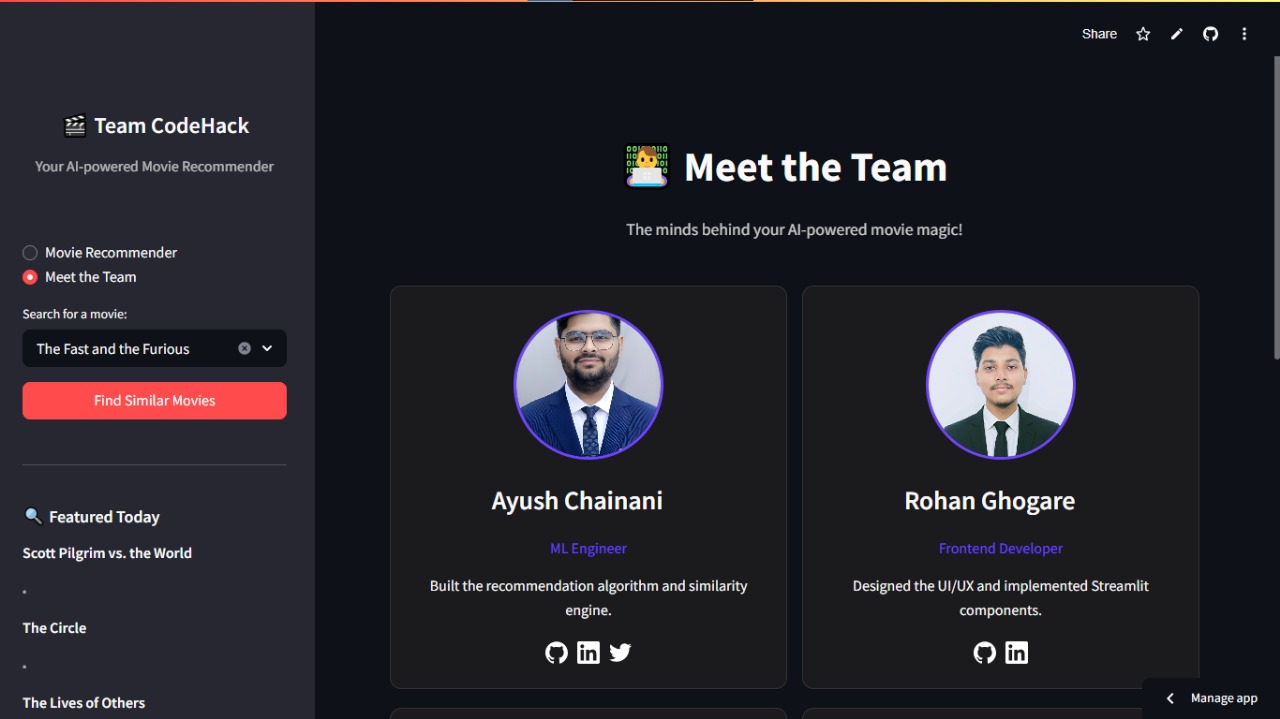 Share
Team CodeHack
Your AI-powered Movie Recommender
Movie Recommender
Meet the Team
Search for a movie:
The Fast and the Furious
Find Similar Movies
Featured Today
Scott Pilgrim vs. the World
•
The Circle
•
The Lives of Others
Meet the Team
The minds behind your AI-powered movie magic!
Ayush Chainani
ML Engineer
Built the recommendation algorithm and similarity
engine.
Rohan Ghogare
Frontend Developer
Designed the UI/UX and implemented Streamlit
components.
Manage app